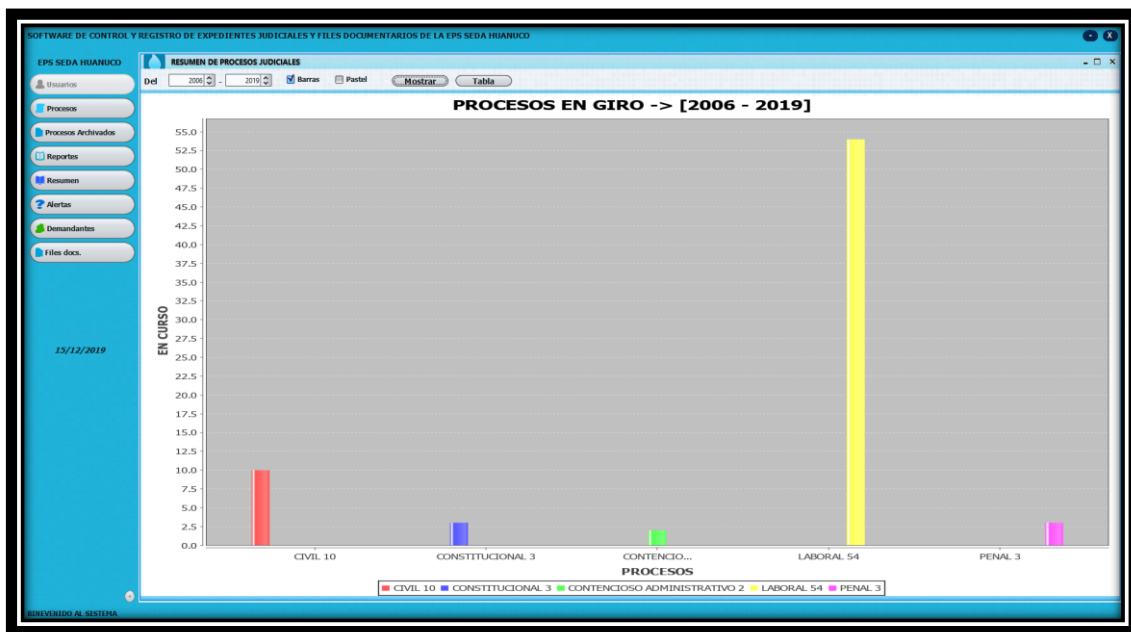 SOFTWARE DE CONTROL Y REGISTRO DE EXPEDIENTES JUDICIALES Y FILES DOCUMENTARIOS DE LA EPS SEDA HUANUCO
EPS SEDA HUANUCO
Usuarios
Procesos
Procesos Archivados
Reportes
Resumen
Alertas
Demandantes
Files docs.
15/12/2019
BINEVENIDO AL SISTEMA
RESUMEN DE PROCESOS JUDICIALES
Del 2006 - 2019 Barras Pastel Mostrar Tabla
PROCESOS EN GIRO -> [2006 - 2019]
EN CURSO
55.0
52.5
50.0
47.5
45.0
42.5
40.0
37.5
35.0
32.5
30.0
27.5
25.0
22.5
20.0
17.5
15.0
12.5
10.0
7.5
5.0
2.5
0.0
CIVIL 10 CONSTITUCIONAL 3 CONTENCIO... LABORAL 54 PENAL 3
PROCESOS
CIVIL 10 CONSTITUCIONAL 3 CONTENCIOSO ADMINISTRATIVO 2 LABORAL 54 PENAL 3